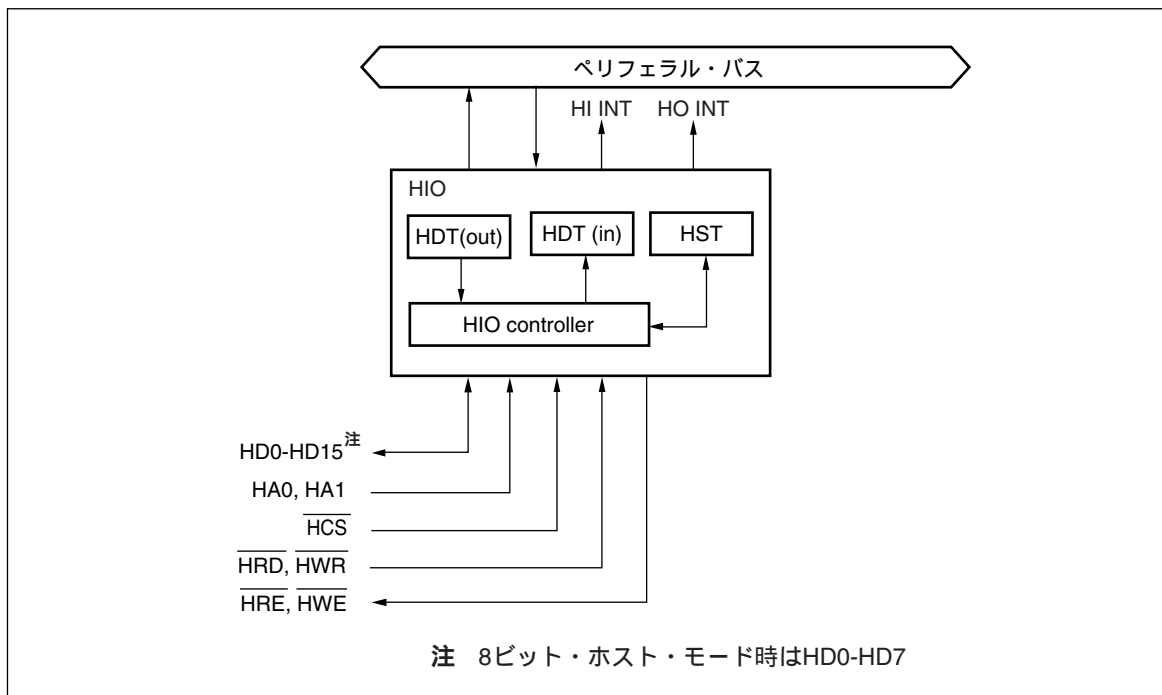 ペリフェラル・バス
HI INT HO INT
HIO
HDT(out) HDT (in) HST
HIO controller
HD0-HD15注
HA0, HA1
HCS
HRD, HWR
HRE, HWE
注 8ビット・ホスト・モード時はHD0-HD7